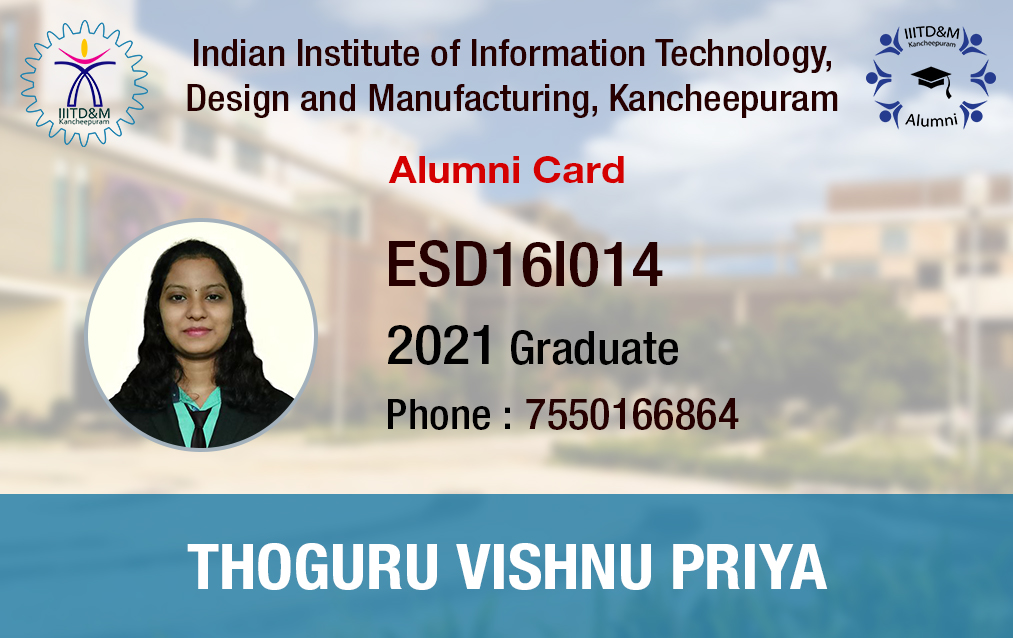 Indian Institute of Information Technology,
Design and Manufacturing, Kancheepuram
IIITD&M
Kancheepuram
IIITD&M
Kancheepuram
Alumni
Alumni Card
ESD16I014
2021 Graduate
Phone : 7550166864
THOGURU VISHNU PRIYA